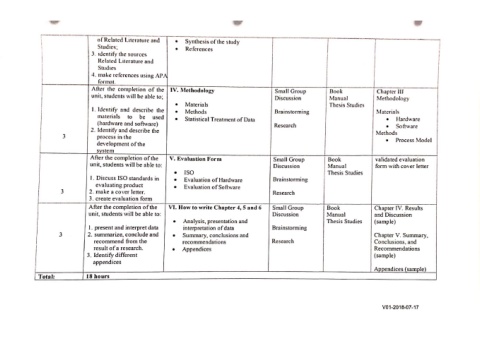 of Related Literature and
Studies;
3. identify the sources
Related Literature and
Studies
4. make references using APA
format.
• Synthesis of the study
• References
3
After the completion of the
unit, students will be able to;
1. Identify and describe the
materials to be used
(hardware and software)
2. Identify and describe the
process in the
development of the
system
IV. Methodology
• Materials
• Methods
• Statistical Treatment of Data
Small Group
Discussion
Brainstorming
Research
Book
Manual
Thesis Studies
Chapter III
Methodology
Materials
• Hardware
• Software
Methods
• Process Model
3
After the completion of the
unit, students will be able to:
1. Discuss ISO standards in
evaluating product
2. make a cover letter.
3. create evaluation form
V. Evaluation Form
• ISO
• Evaluation of Hardware
• Evaluation of Software
Small Group
Discussion
Brainstorming
Research
Book
Manual
Thesis Studies
validated evaluation
form with cover letter
3
After the completion of the
unit, students will be able to:
1. present and interpret data
2. summarize, conclude and
recommend from the
result of a research.
3. Identify different
appendices
VI. How to write Chapter 4, 5 and 6
• Analysis, presentation and
interpretation of data
• Summary, conclusions and
recommendations
• Appendices
Small Group
Discussion
Brainstorming
Research
Book
Manual
Thesis Studies
Chapter IV. Results
and Discussion
(sample)
Chapter V. Summary,
Conclusions, and
Recommendations
(sample)
Appendices (sample)
Total: 18 hours
V01-2018-07-17